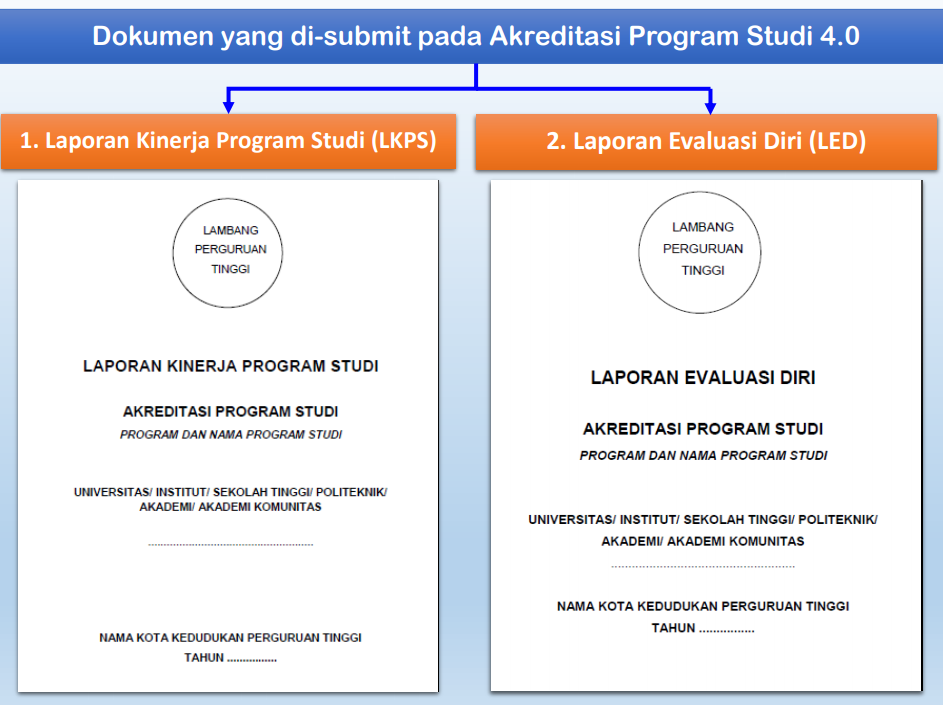 Dokumen yang di-submit pada Akreditasi Program Studi 4.0
1. Laporan Kinerja Program Studi (LKPS)
LAMBANG
PERGURUAN
TINGGI
LAPORAN KINERJA PROGRAM STUDI
AKREDITASI PROGRAM STUDI
PROGRAM DAN NAMA PROGRAM STUDI
UNIVERSITAS/ INSTITUT/ SEKOLAH TINGGI/ POLITEKNIK/
AKADEMI/ AKADEMI KOMUNITAS
......................................................
NAMA KOTA KEDUDUKAN PERGURUAN TINGGI
TAHUN ................
2. Laporan Evaluasi Diri (LED)
LAMBANG
PERGURUAN
TINGGI
LAPORAN EVALUASI DIRI
AKREDITASI PROGRAM STUDI
PROGRAM DAN NAMA PROGRAM STUDI
UNIVERSITAS/ INSTITUT/ SEKOLAH TINGGI/ POLITEKNIK/
AKADEMI/ AKADEMI KOMUNITAS
......................................................
NAMA KOTA KEDUDUKAN PERGURUAN TINGGI
TAHUN ................